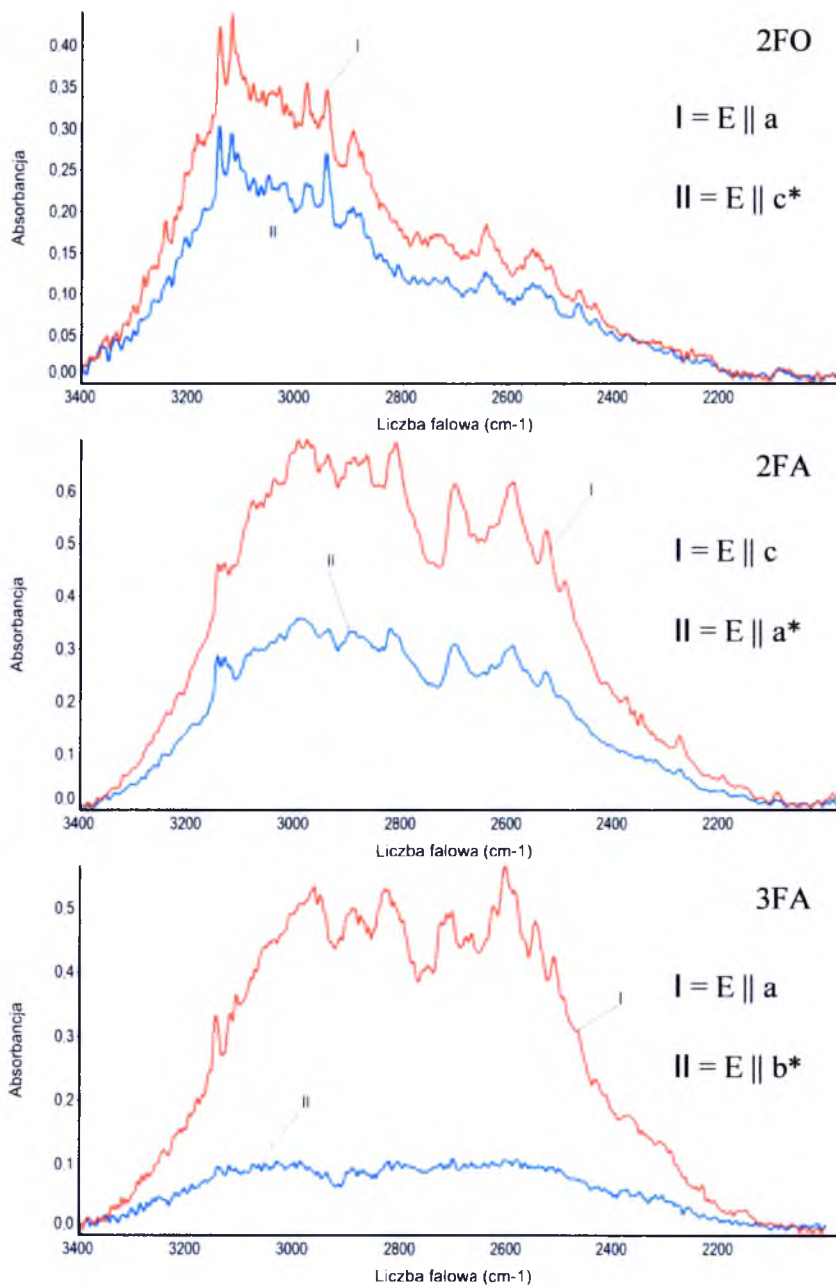 2FO
I
I = E || a
II = E || c*
II
Absorbancja
0.40
0.35
0.30
0.25
0.20
0.15
0.10
0.05
0.00
3400 3200 3000 2800 2600 2400 2200
Liczba falowa (cm-1)
2FA
I
I = E || c
II = E || a*
II
Absorbancja
0.6
0.5
0.4
0.3
0.2
0.1
0.0
3400 3200 3000 2800 2600 2400 2200
Liczba falowa (cm-1)
3FA
I = E || a
I
II = E || b*
II
Absorbancja
0.5
0.4
0.3
0.2
0.1
0.0
3400 3200 3000 2800 2600 2400 2200
Liczba falowa (cm-1)